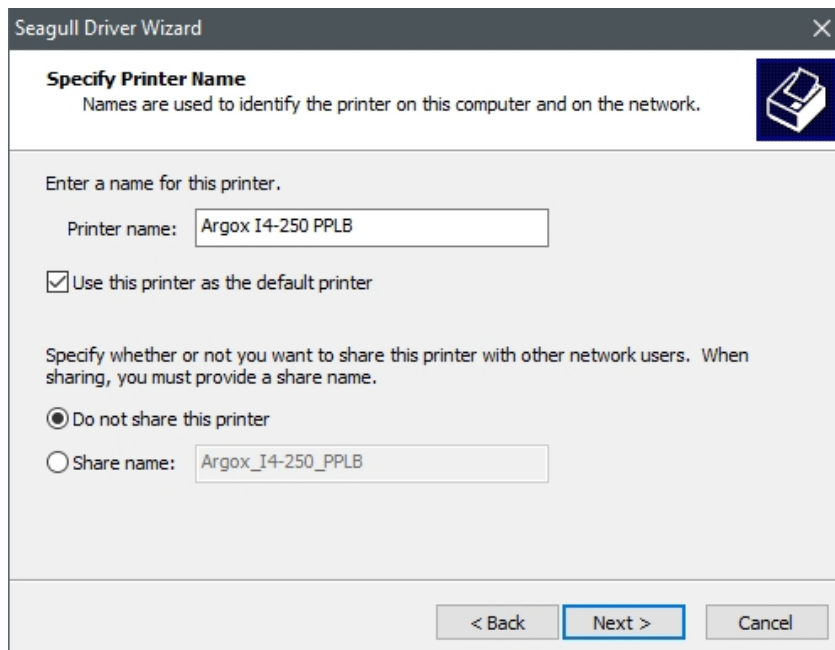 Seagull Driver Wizard
Specify Printer Name
Names are used to identify the printer on this computer and on the network.
Enter a name for this printer.
Printer name: Argox I4-250 PPLB
Use this printer as the default printer
Specify whether or not you want to share this printer with other network users. When
sharing, you must provide a share name.
Do not share this printer
Share name: Argox_I4-250_PPLB
< Back Next > Cancel